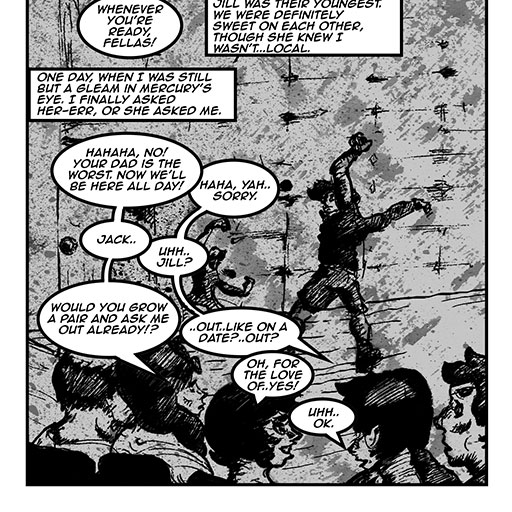 WHENEVER
YOU'RE
READY,
FELLAS!
JILL WAS THEIR YOUNGEST.
WE WERE DEFINITELY
SWEET ON EACH OTHER,
THOUGH SHE KNEW I
WASN'T...LOCAL.
ONE DAY, WHEN I WAS STILL
BUT A GLEAM IN MERCURY'S
EYE. I FINALLY ASKED
HER-ERR, OR SHE ASKED ME.
HAHAHA, NO!
YOUR DAD IS THE
WORST. NOW WE'LL
BE HERE ALL DAY!
HAHA, YAH..
SORRY.
JACK..
UHH..
JILL?
WOULD YOU GROW
A PAIR AND ASK ME
OUT ALREADY!?
..OUT..LIKE ON A
DATE?..OUT?
OH, FOR
THE LOVE
OF..YES!
UHH..
OK.